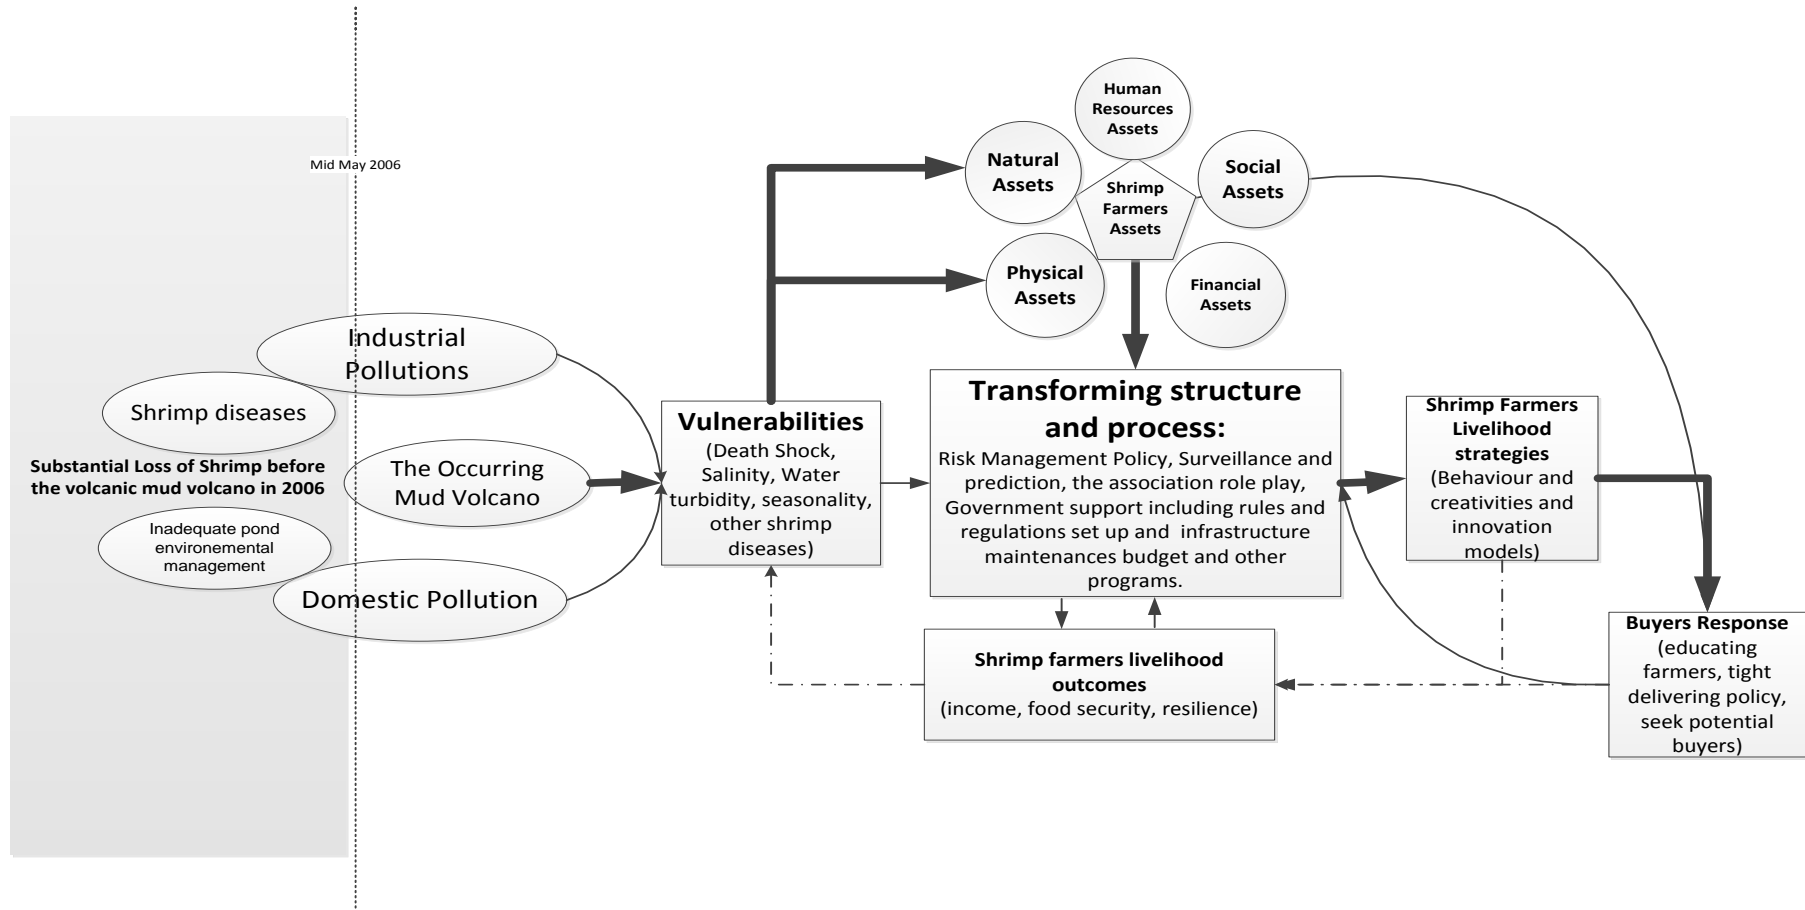 Mid May 2006
Industrial
Pollutions
Shrimp diseases
Substantial Loss of Shrimp before
the volcanic mud volcano in 2006
The Occurring
Mud Volcano
Inadequate pond
environemental
management
Domestic Pollution
Vulnerabilities
(Death Shock,
Salinity, Water
turbidity, seasonality,
other shrimp
diseases)
Human
Resources
Assets
Natural
Assets
Social
Assets
Shrimp
Farmers
Assets
Physical
Assets
Financial
Assets
Transforming structure
and process:
Risk Management Policy, Surveillance and
prediction, the association role play,
Government support including rules and
regulations set up and infrastructure
maintenances budget and other
programs.
Shrimp farmers livelihood
outcomes
(income, food security, resilience)
Shrimp Farmers
Livelihood
strategies
(Behaviour and
creativities and
innovation
models)
Buyers Response
(educating
farmers, tight
delivering policy,
seek potential
buyers)